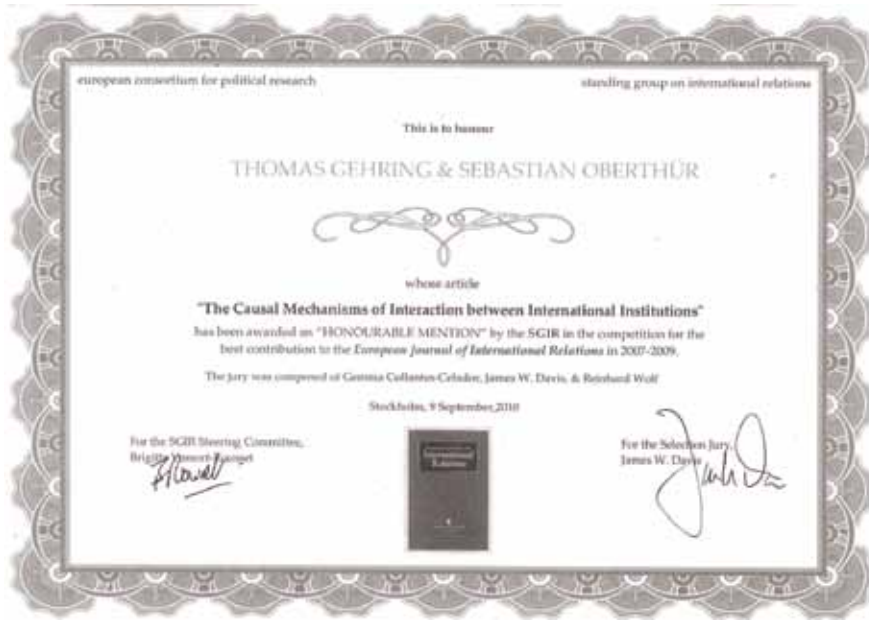 european consortium for political research
standing group on international relations
This is to honour
THOMAS GEHRING & SEBASTIAN OBERTHÜR
whose article
"The Causal Mechanisms of Interaction between International Institutions"
has been awarded an "HONOURABLE MENTION" by the SGIR in the competition for the
best contribution to the European Journal of International Relations in 2007-2009.
The Jury was composed of Gemma James W. Davis, & Reinhard Wolf
Stockholm, 9 September, 2010
For the SGIR Steering Committee,
Brigitte
For the Selection Jury,
James W. Davis
International
Relations